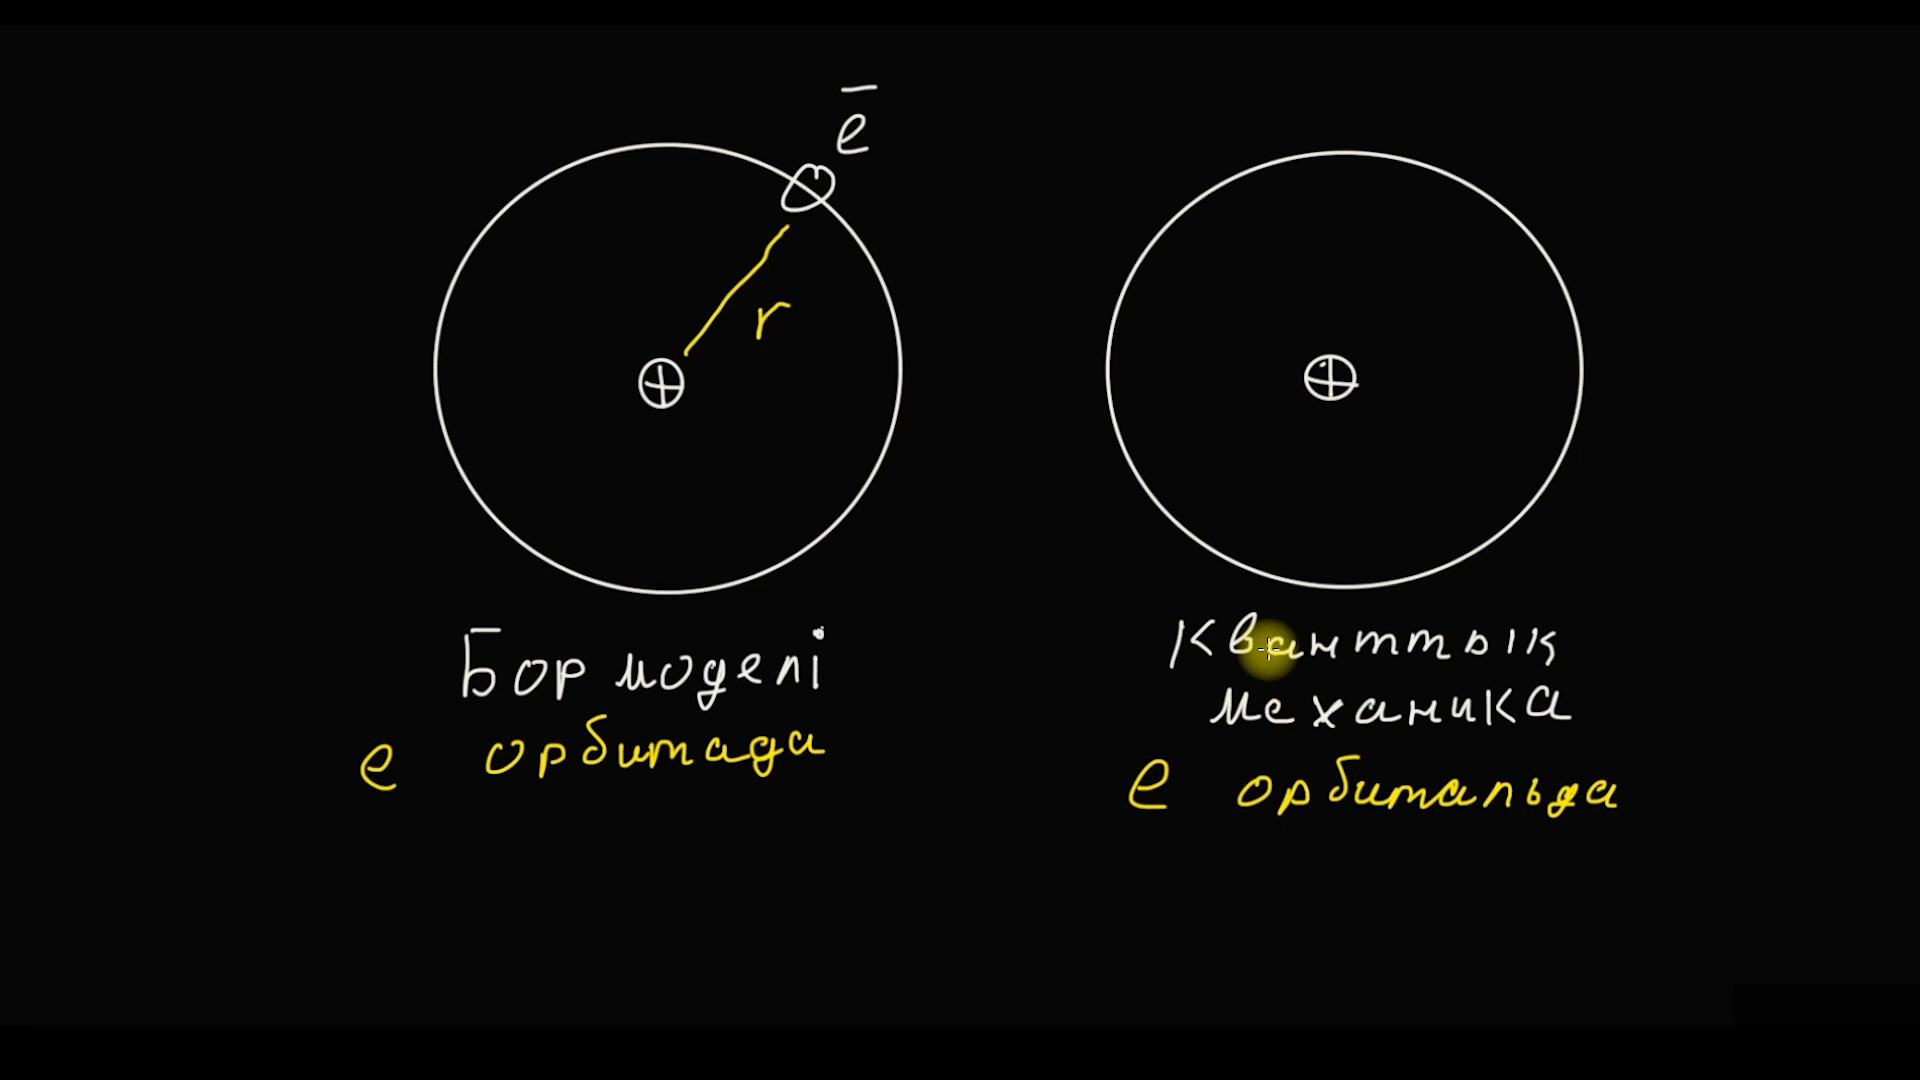 e̅
r
Бор моделі
e орбитада
Кванттық
механика
e орбитальда